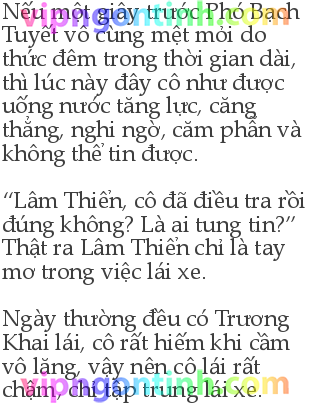 Nếu một giây trước Phó Bạch
Tuyết vô cùng mệt mỏi do
thức đêm trong thời gian dài,
thì lúc này đây cô như được
uống nước tăng lực, căng
thẳng, nghi ngờ, căm phẫn và
không thể tin được.

“Lâm Thiển, cô đã điều tra rồi
đúng không? Là ai tung tin?”
Thật ra Lâm Thiển chỉ là tay
mơ trong việc lái xe.

Ngày thường đều có Trương
Khai lái, cô rất hiếm khi cầm
vô lăng, vậy nên cô lái rất
chậm, chỉ tập trung lái xe.
vipngontinh.com
vipngontinh.com